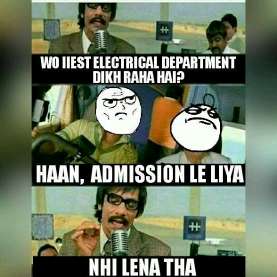 WO IIEST ELECTRICAL DEPARTMENT
DIKH RAHA HAI?
HAAN, ADMISSION LE LIYA
NHI LENA THA